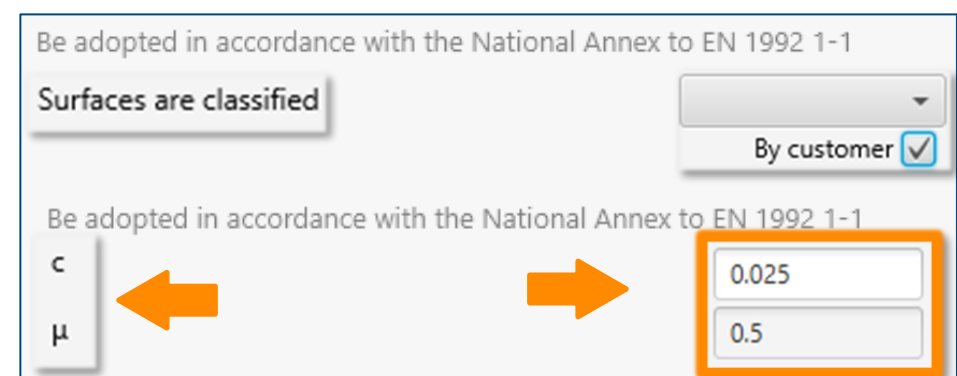 Be adopted in accordance with the National Annex to EN 1992 1-1
Surfaces are classified
By customer
Be adopted in accordance with the National Annex to EN 1992 1-1
c
0.025
μ
0.5